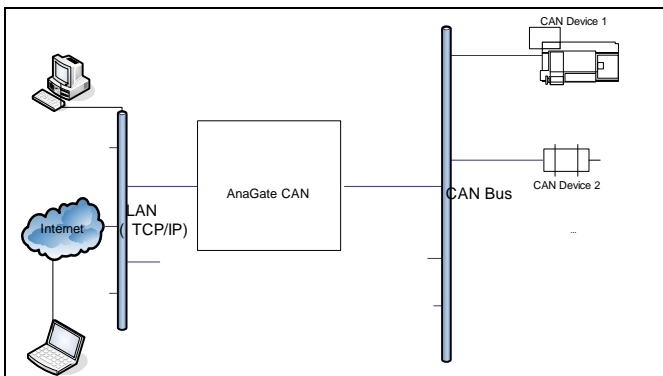 CAN Device 1
AnaGate CAN
CAN Bus
CAN Device 2
LAN
( TCP/IP)
Internet
...